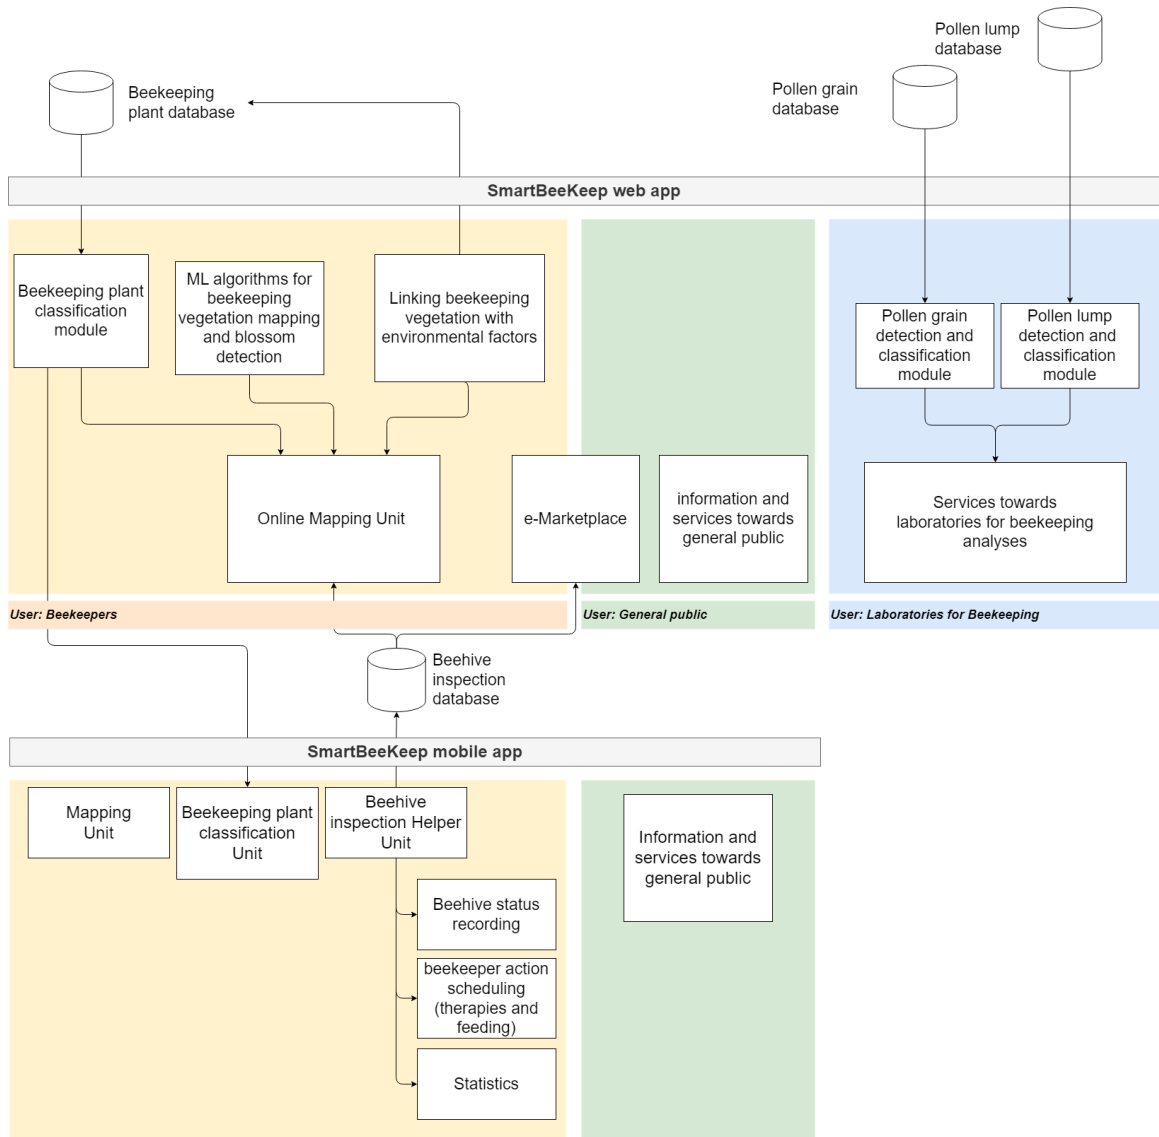 Pollen lump
database
Pollen grain
database
Beekeeping
plant database
SmartBeeKeep web app
Beekeeping plant
classification
module
ML algorithms for
beekeeping
vegetation mapping
and blossom
detection
Linking beekeeping
vegetation with
environmental factors
Pollen grain
detection and
classification
module
Pollen lump
detection and
classification
module
Online Mapping Unit
e-Marketplace
information and
services towards
general public
Services towards
laboratories for beekeeping
analyses
User: Beekeepers
User: General public
User: Laboratories for Beekeeping
Beehive
inspection
database
SmartBeeKeep mobile app
Mapping
Unit
Beekeeping plant
classification
Unit
Beehive
inspection Helper
Unit
Information and
services towards
general public
Beehive status
recording
beekeeper action
scheduling
(therapies and
feeding)
Statistics